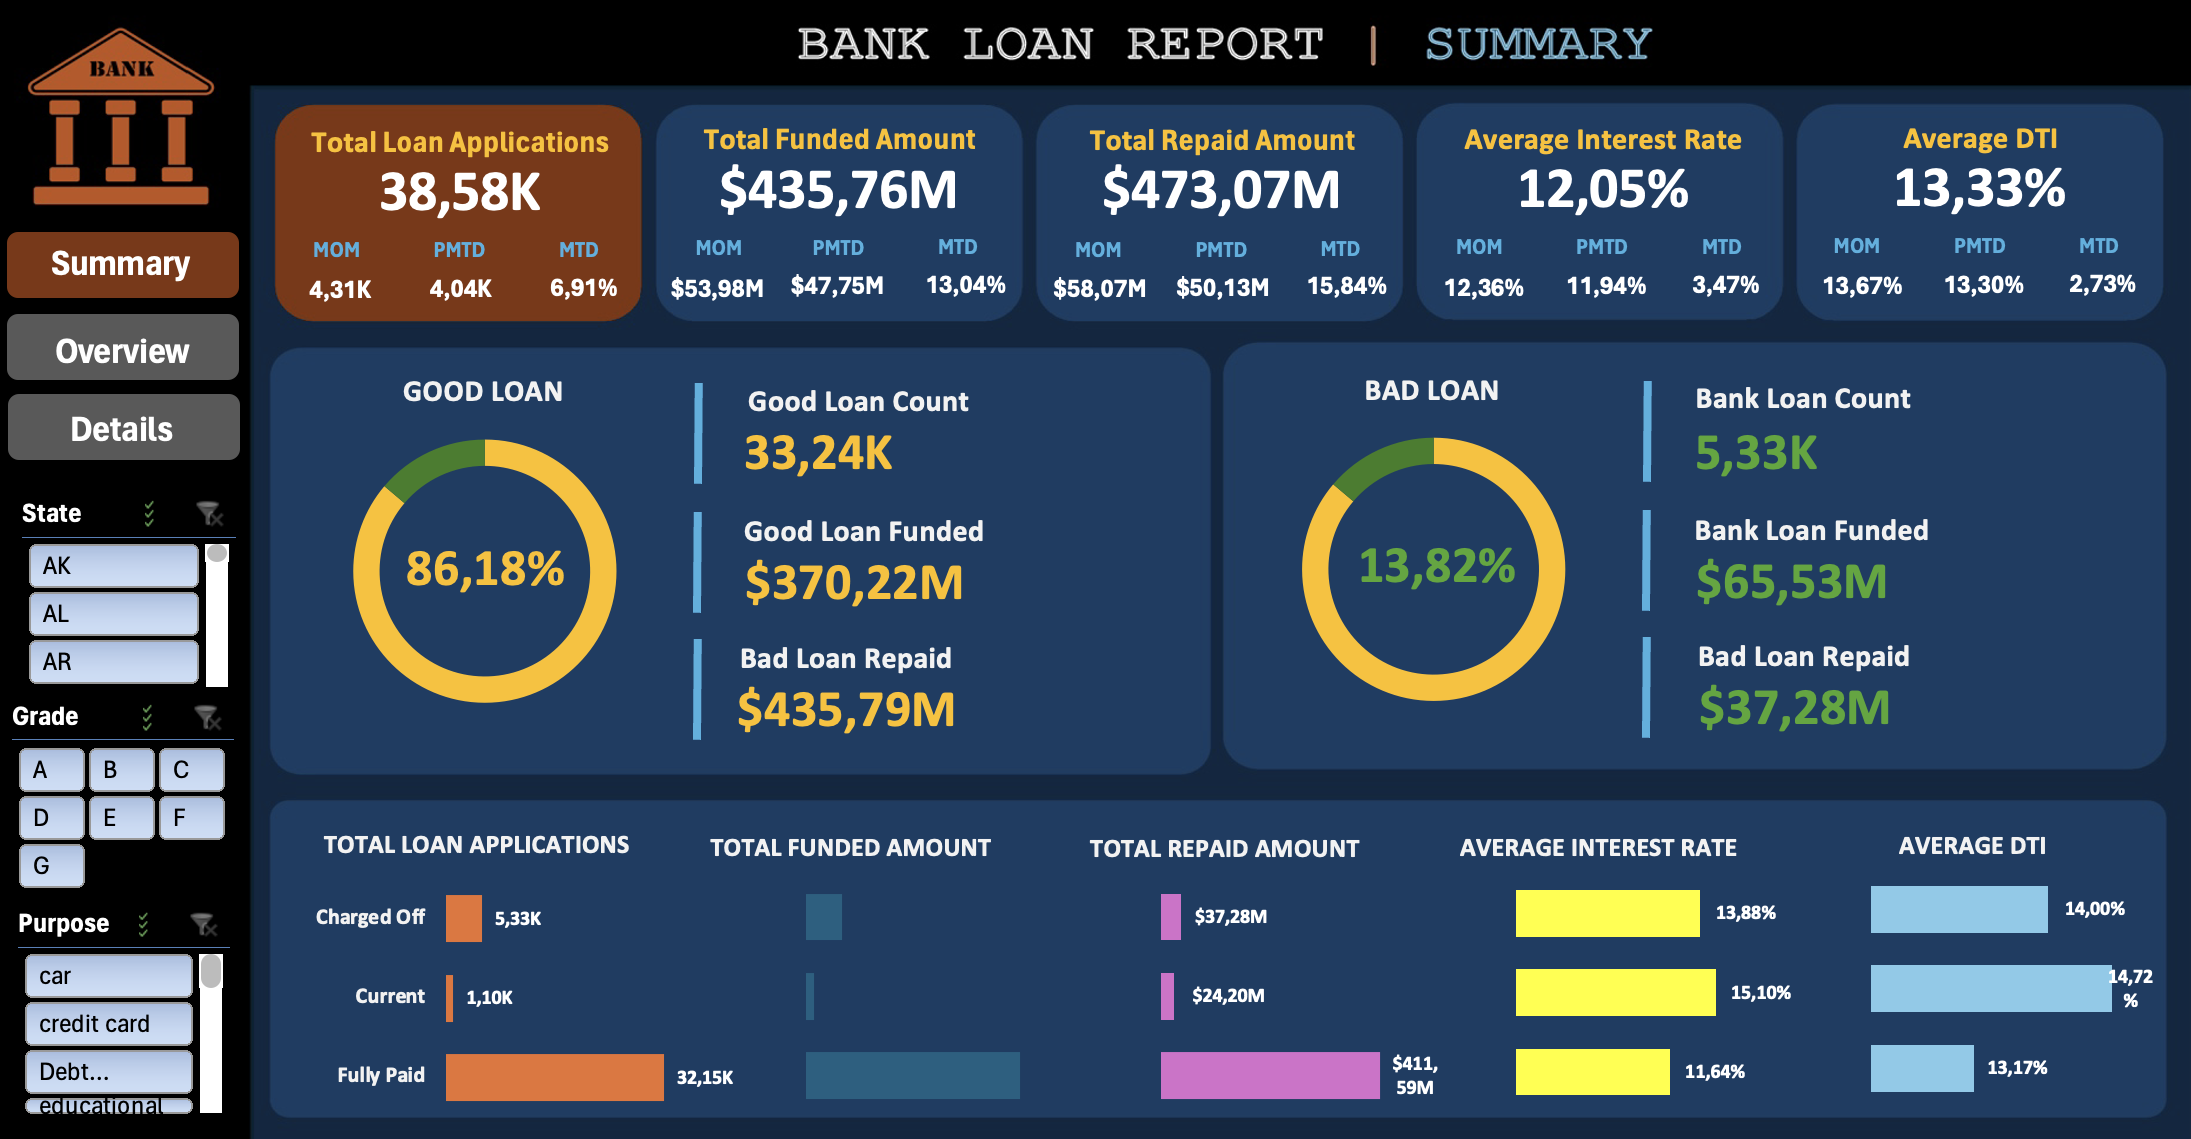 BANK
BANK LOAN REPORT | SUMMARY
Summary
Overview
Details
State
AK
AL
AR
Grade
A B C
D E F
G
Purpose
car
credit card
Debt...
educational
Total Loan Applications
38,58K
MOM PMTD MTD
4,31K 4,04K 6,91%
Total Funded Amount
$435,76M
MOM PMTD MTD
$53,98M $47,75M 13,04%
Total Repaid Amount
$473,07M
MOM PMTD MTD
$58,07M $50,13M 15,84%
Average Interest Rate
12,05%
MOM PMTD MTD
12,36% 11,94% 3,47%
Average DTI
13,33%
MOM PMTD MTD
13,67% 13,30% 2,73%
GOOD LOAN
86,18%
Good Loan Count
33,24K
Good Loan Funded
$370,22M
Bad Loan Repaid
$435,79M
BAD LOAN
13,82%
Bank Loan Count
5,33K
Bank Loan Funded
$65,53M
Bad Loan Repaid
$37,28M
TOTAL LOAN APPLICATIONS
Charged Off 5,33K
Current 1,10K
Fully Paid 32,15K
TOTAL FUNDED AMOUNT
TOTAL REPAID AMOUNT
$37,28M
$24,20M
$411,
59M
AVERAGE INTEREST RATE
13,88%
15,10%
11,64%
AVERAGE DTI
14,00%
14,72
%
13,17%